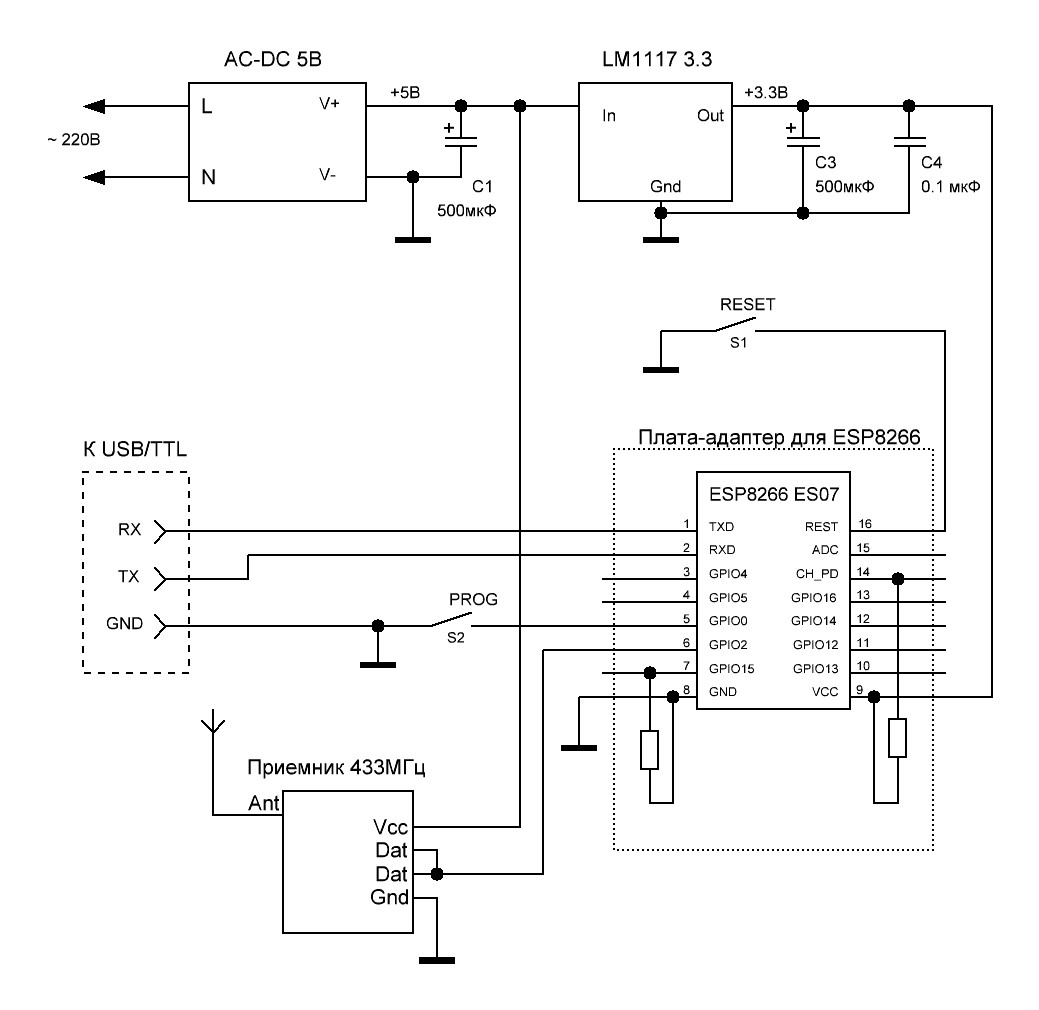 AC-DC 5В
LM1117 3.3
L
V+
+5В
In
Out
+3.3В
~ 220В
+
C1
500мкФ
N
V-
Gnd
+
C3
500мкФ
C4
0.1 мкФ
RESET
S1
Плата-адаптер для ESP8266
К USB/TTL
ESP8266 ES07
RX
1 TXD REST 16
2 RXD ADC 15
TX
3 GPIO4 CH_PD 14
4 GPIO5 GPIO16 13
GND
PROG
S2
5 GPIO0 GPIO14 12
6 GPIO2 GPIO12 11
7 GPIO15 GPIO13 10
8 GND VCC 9
Приемник 433МГц
Ant
Vcc
Dat
Dat
Gnd